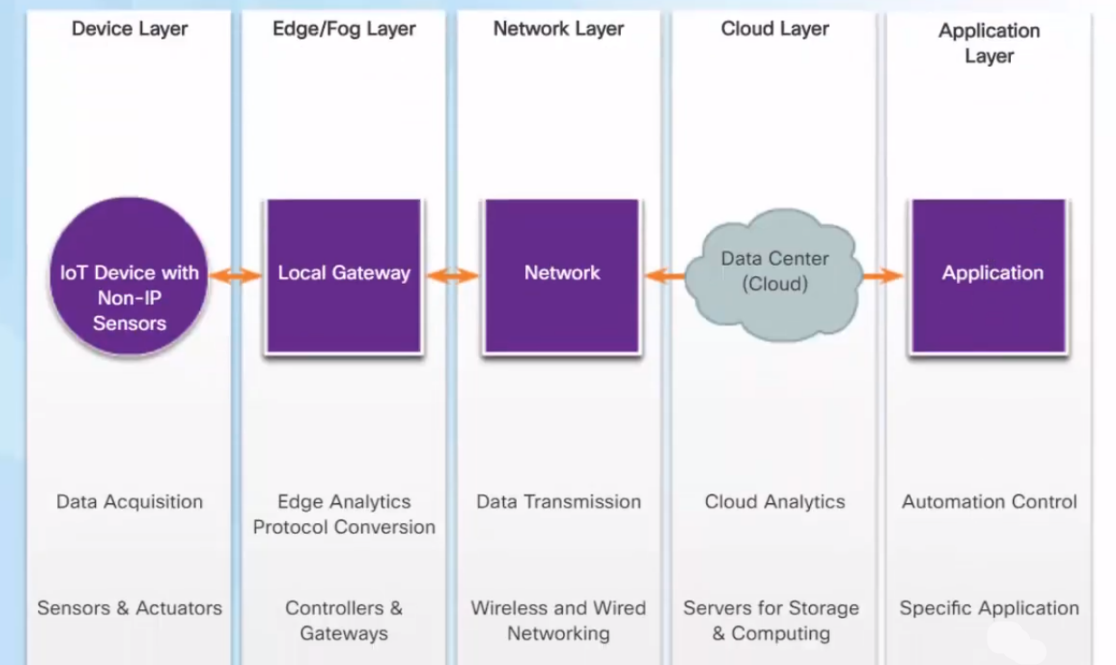 Device Layer
Edge/Fog Layer
Network Layer
Cloud Layer
Application
Layer
IoT Device with
Non-IP
Sensors
Local Gateway
Network
Data Center
(Cloud)
Application
Data Acquisition
Edge Analytics
Protocol Conversion
Data Transmission
Cloud Analytics
Automation Control
Sensors & Actuators
Controllers &
Gateways
Wireless and Wired
Networking
Servers for Storage
& Computing
Specific Application